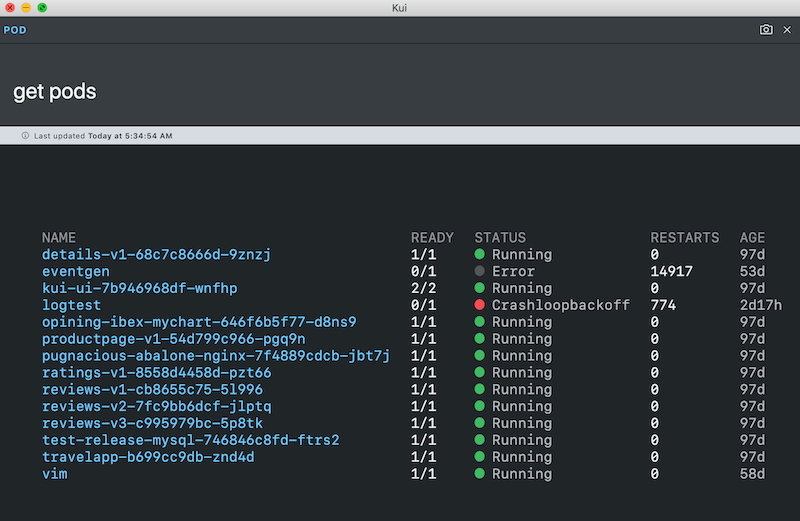 Kui
POD
get pods
Last updated Today at 5:34:54 AM
NAME READY STATUS RESTARTS AGE
details-v1-68c7c8666d-9znzj 1/1 Running 0 97d
eventgen 0/1 Error 14917 53d
kui-ui-7b946968df-wnfhp 2/2 Running 0 97d
logtest 0/1 Crashloopbackoff 774 2d17h
opining-ibex-mychart-646f6b5f77-d8ns9 1/1 Running 0 97d
productpage-v1-54d799c966-pgq9n 1/1 Running 0 97d
pugnacious-abalone-nginx-7f4889cdcb-jbt7j 1/1 Running 0 97d
ratings-v1-8558d4458d-pzt66 1/1 Running 0 97d
reviews-v1-cb8655c75-5l996 1/1 Running 0 97d
reviews-v2-7fc9bb6dcf-jlptq 1/1 Running 0 97d
reviews-v3-c995979bc-5p8tk 1/1 Running 0 97d
test-release-mysql-746846c8fd-ftrs2 1/1 Running 0 97d
travelapp-b699cc9db-znd4d 1/1 Running 0 97d
vim 1/1 Running 0 58d